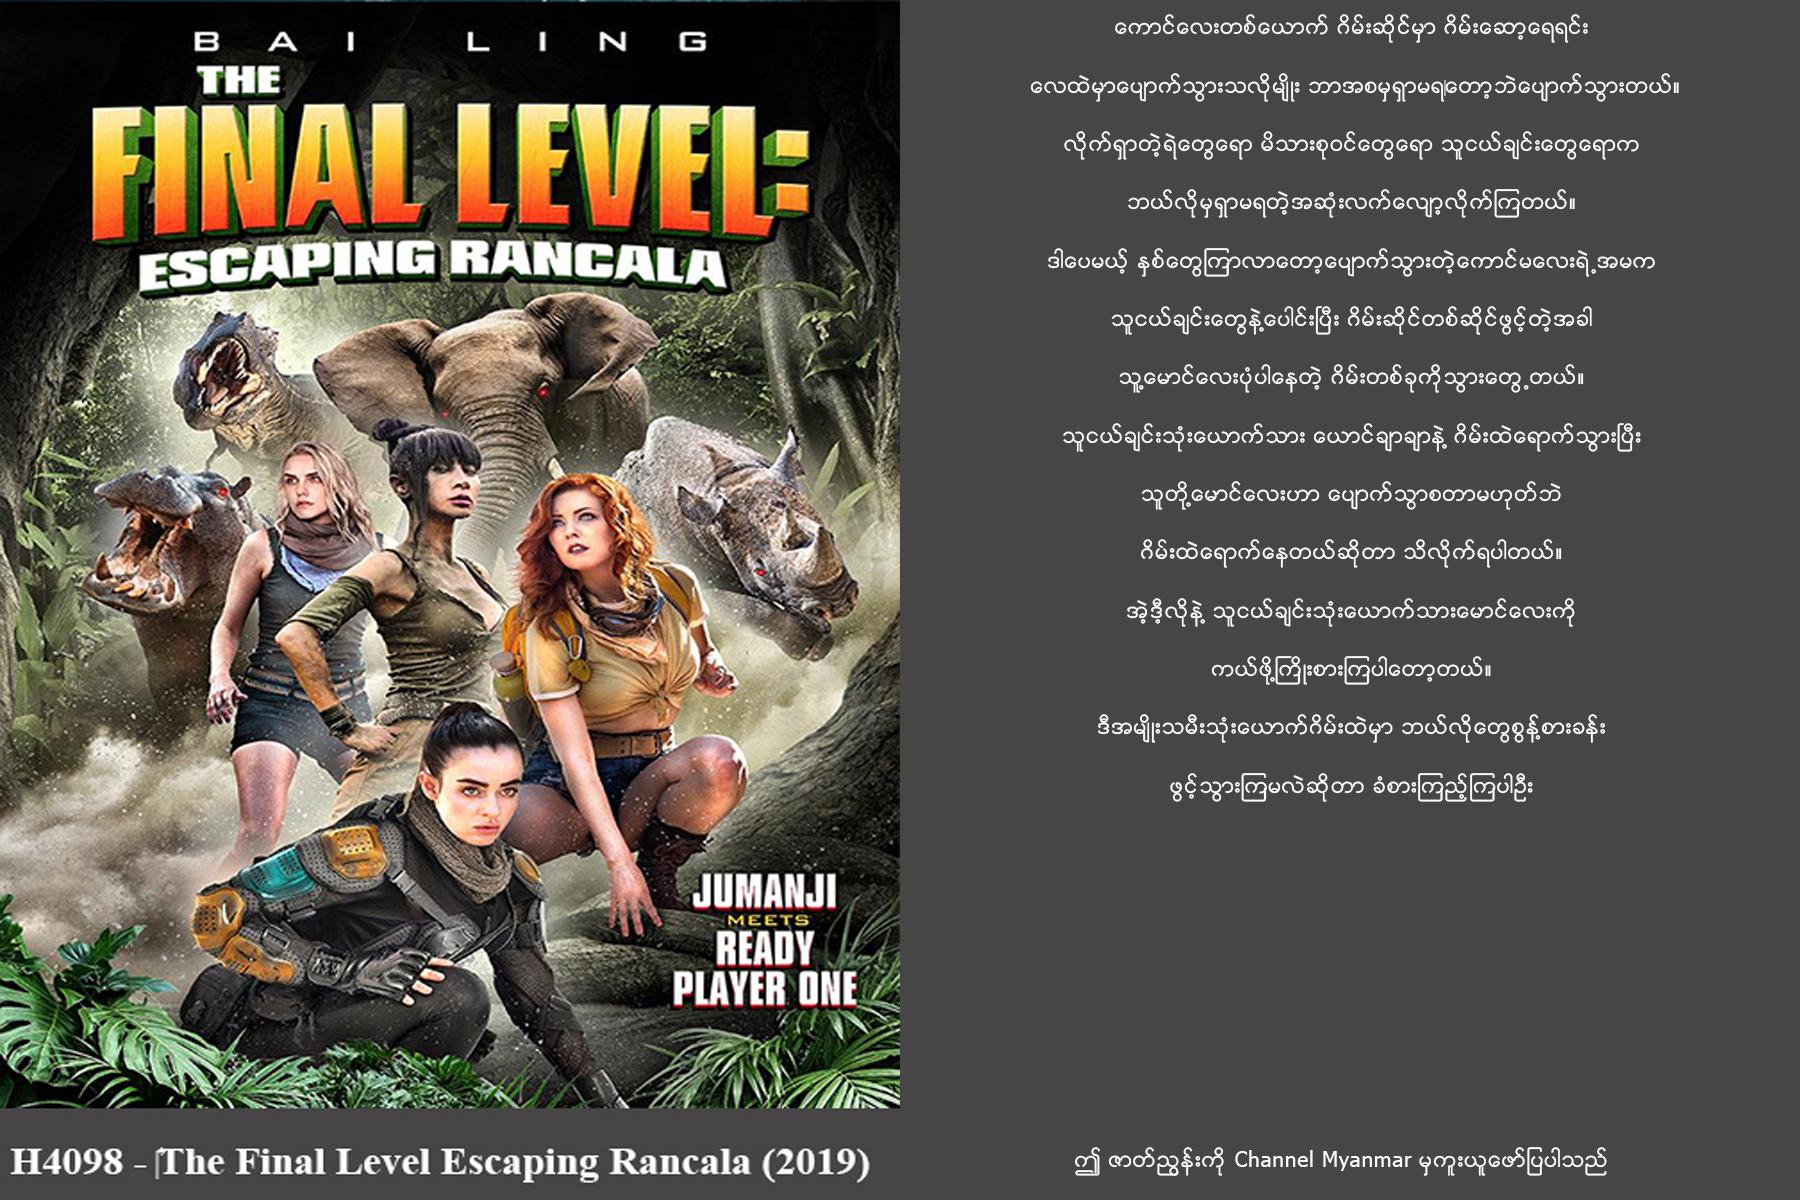 BAI LING
THE
FINAL LEVEL:
ESCAPING RANCALA
JUMANJI
MEETS
READY
PLAYER ONE
H4098 - The Final Level Escaping Rancala (2019)
ကောင်လေးတစ်ယောက် ဂိမ်းဆိုင်မှာ ဂိမ်းဆော့ရေရင်း
လေထဲမှာပျောက်သွားသလိုမျိုး ဘာအစမှရှာမရတော့ဘဲပျောက်သွားတယ်။
လိုက်ရှာတဲ့ရဲတွေရော မိသားစုဝင်တွေရော သူငယ်ချင်းတွေရောက
ဘယ်လိုမှရှာမရတဲ့အဆုံးလက်လျော့လိုက်ကြတယ်။
ဒါပေမယ့် နှစ်တွေကြာလာတော့ပျောက်သွားတဲ့ကောင်မလေးရဲ့အမက
သူငယ်ချင်းတွေနဲ့ပေါင်းပြီး ဂိမ်းဆိုင်တစ်ဆိုင်ဖွင့်တဲ့အခါ
သူ့မောင်လေးပုံပါနေတဲ့ ဂိမ်းတစ်ခုကိုသွားတွေ့တယ်။
သူငယ်ချင်းသုံးယောက်သား ယောင်ချာချာနဲ့ ဂိမ်းထဲရောက်သွားပြီး
သူတို့မောင်လေးဟာ ပျောက်သွာစတာမဟုတ်ဘဲ
ဂိမ်းထဲရောက်နေတယ်ဆိုတာ သိလိုက်ရပါတယ်။
အဲ့ဒီ့လိုနဲ့ သူငယ်ချင်းသုံးယောက်သားမောင်လေးကို
ကယ်ဖို့ကြိုးစားကြပါတော့တယ်။
ဒီအမျိုးသမီးသုံးယောက်ဂိမ်းထဲမှာ ဘယ်လိုတွေစွန့်စားခန်း
ဖွင့်သွားကြမလဲဆိုတာ ခံစားကြည့်ကြပါဦး
ဤ ဇာတ်ညွှန်းကို Channel Myanmar မှကူးယူဖော်ပြပါသည်